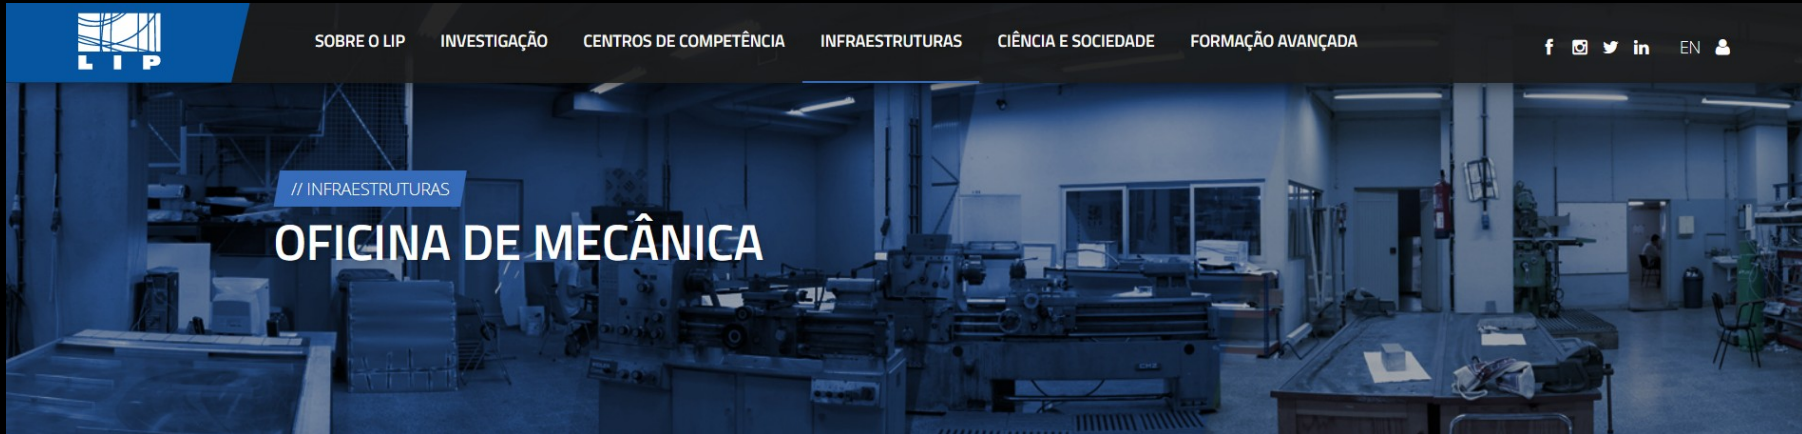 LIP
SOBRE O LIP INVESTIGAÇÃO CENTROS DE COMPETÊNCIA INFRAESTRUTURAS CIÊNCIA E SOCIEDADE FORMAÇÃO AVANÇADA EN
// INFRAESTRUTURAS
OFICINA DE MECÂNICA